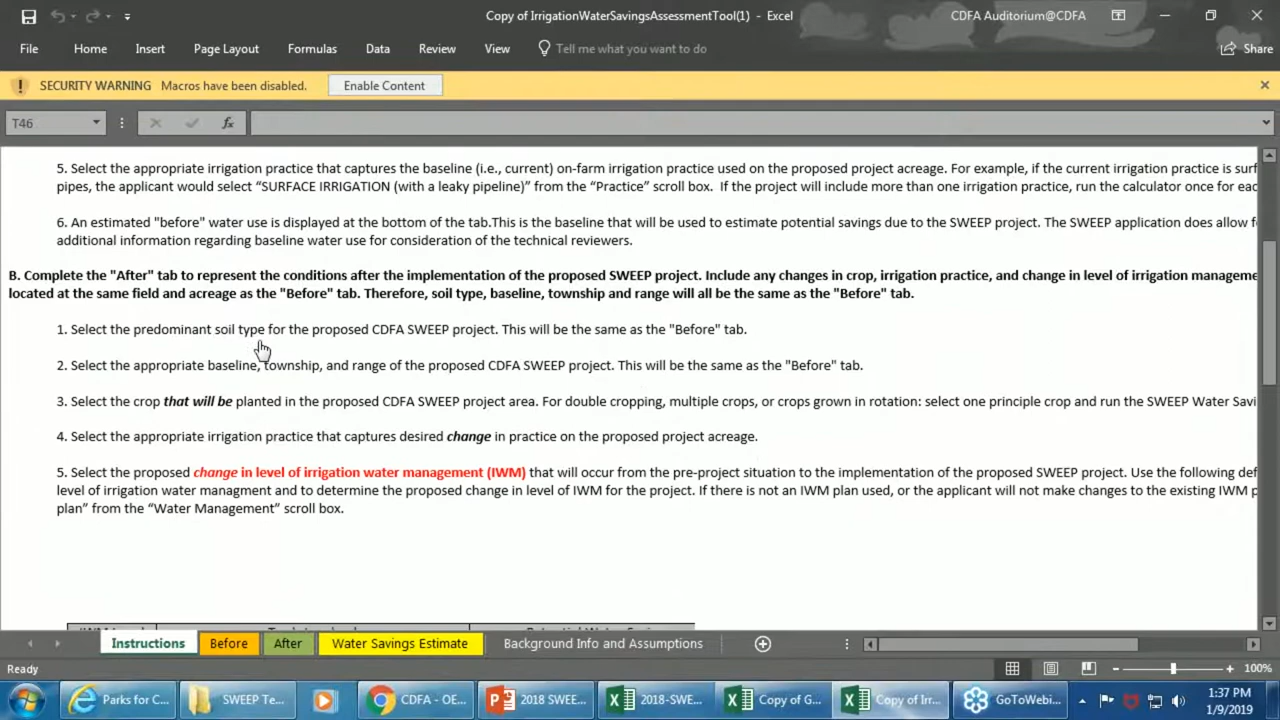 Copy of IrrigationWaterSavingsAssessmentTool(1) - Excel
CDFA Auditorium@CDFA
File Home Insert Page Layout Formulas Data Review View Tell me what you want to do Share
SECURITY WARNING Macros have been disabled. Enable Content
T46 fx
5. Select the appropriate irrigation practice that captures the baseline (i.e., current) on-farm irrigation practice used on the proposed project acreage. For example, if the current irrigation practice is surf
pipes, the applicant would select “SURFACE IRRIGATION (with a leaky pipeline)” from the “Practice” scroll box. If the project will include more than one irrigation practice, run the calculator once for eac
6. An estimated "before" water use is displayed at the bottom of the tab.This is the baseline that will be used to estimate potential savings due to the SWEEP project. The SWEEP application does allow f
additional information regarding baseline water use for consideration of the technical reviewers.
B. Complete the "After" tab to represent the conditions after the implementation of the proposed SWEEP project. Include any changes in crop, irrigation practice, and change in level of irrigation manageme
located at the same field and acreage as the "Before" tab. Therefore, soil type, baseline, township and range will all be the same as the "Before" tab.
1. Select the predominant soil type for the proposed CDFA SWEEP project. This will be the same as the "Before" tab.
2. Select the appropriate baseline, township, and range of the proposed CDFA SWEEP project. This will be the same as the "Before" tab.
3. Select the crop that will be planted in the proposed CDFA SWEEP project area. For double cropping, multiple crops, or crops grown in rotation: select one principle crop and run the SWEEP Water Savi
4. Select the appropriate irrigation practice that captures desired change in practice on the proposed project acreage.
5. Select the proposed change in level of irrigation water management (IWM) that will occur from the pre-project situation to the implementation of the proposed SWEEP project. Use the following def
level of irrigation water managment and to determine the proposed change in level of IWM for the project. If there is not an IWM plan used, or the applicant will not make changes to the existing IWM p
plan” from the “Water Management” scroll box.
Instructions Before After Water Savings Estimate Background Info and Assumptions
Ready 100%
Parks for C... SWEEP Te... CDFA - OE... 2018 SWEE... 2018-SWE... Copy of G... Copy of Irr... GoToWebi... 1:37 PM
1/9/2019